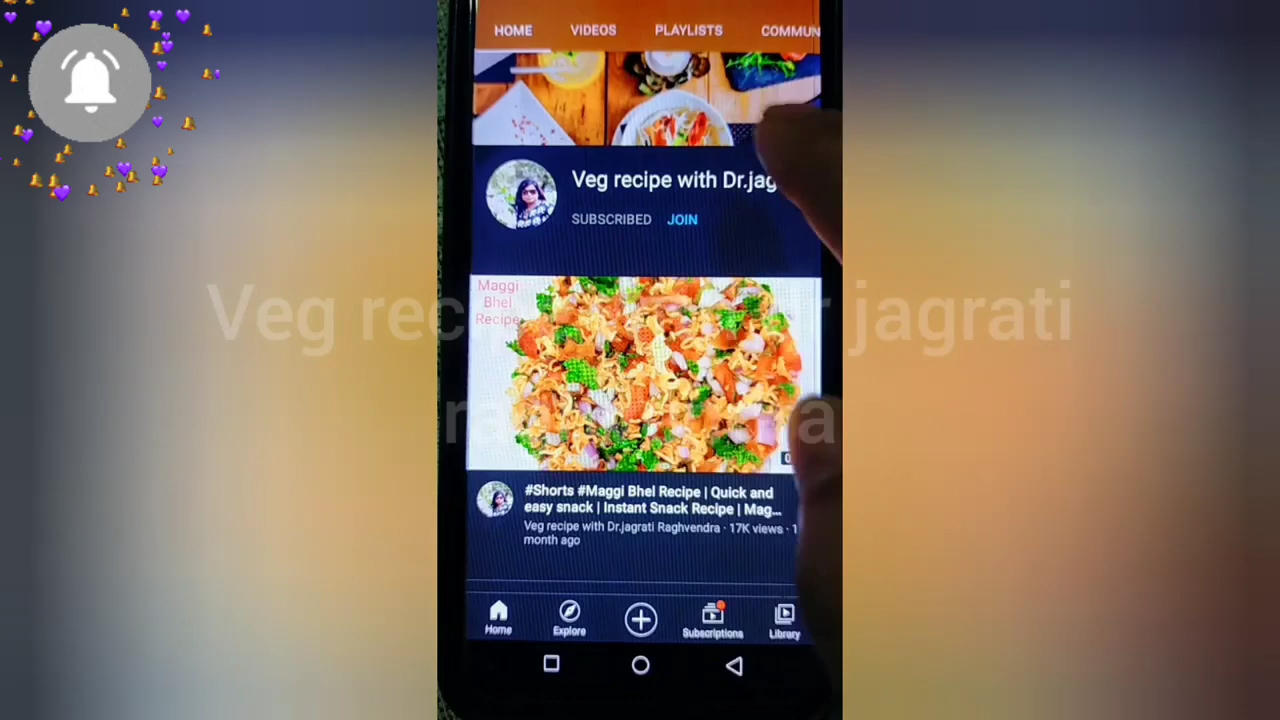 HOME VIDEOS PLAYLISTS COMMUN
Veg recipe with Dr.jag
SUBSCRIBED JOIN
Maggi
Bhel
Recipe
Veg jagrati
#Shorts #Maggi Bhel Recipe | Quick and
easy snack | Instant Snack Recipe | Mag...
Veg recipe with Dr.jagrati Raghvendra · 17K views · 1
month ago
Home Explore Subscriptions Library